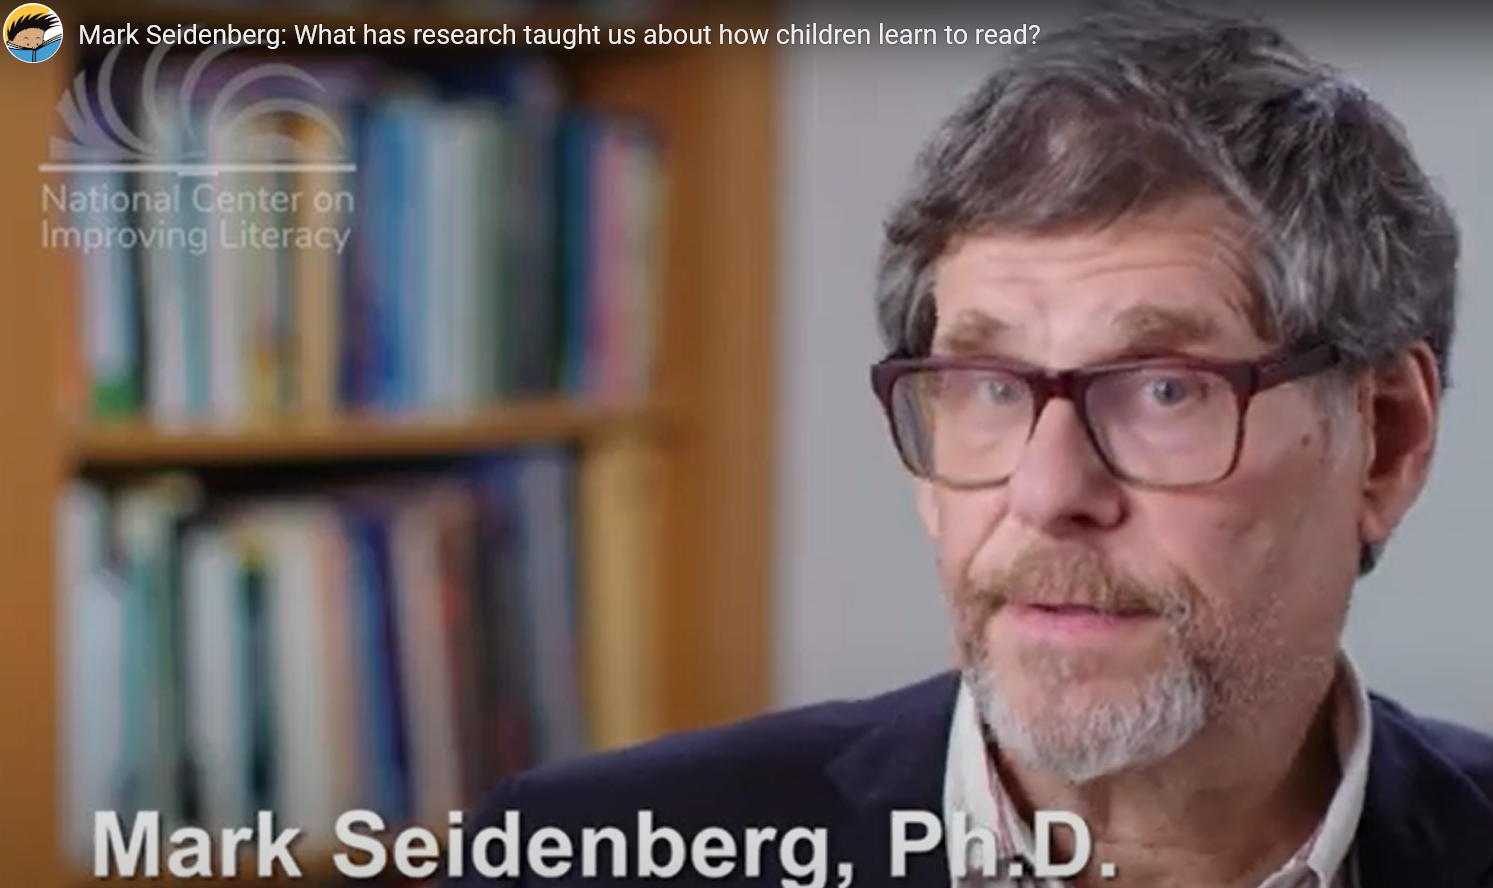 Mark Seidenberg: What has research taught us about how children learn to read?
National Center on
Improving Literacy
Mark Seidenberg, Ph.D.